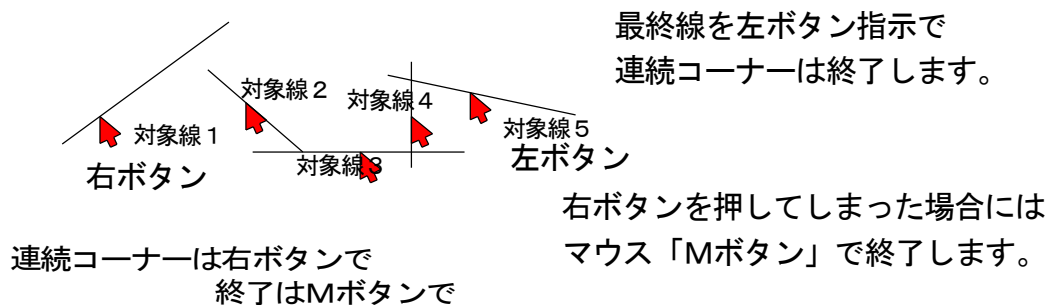 最終線を左ボタン指示で
連続コーナーは終了します。
対象線1
対象線2
対象線3
対象線4
対象線5
右ボタン
左ボタン
右ボタンを押してしまった場合には
マウス「Mボタン」で終了します。
連続コーナーは右ボタンで
終了はMボタンで